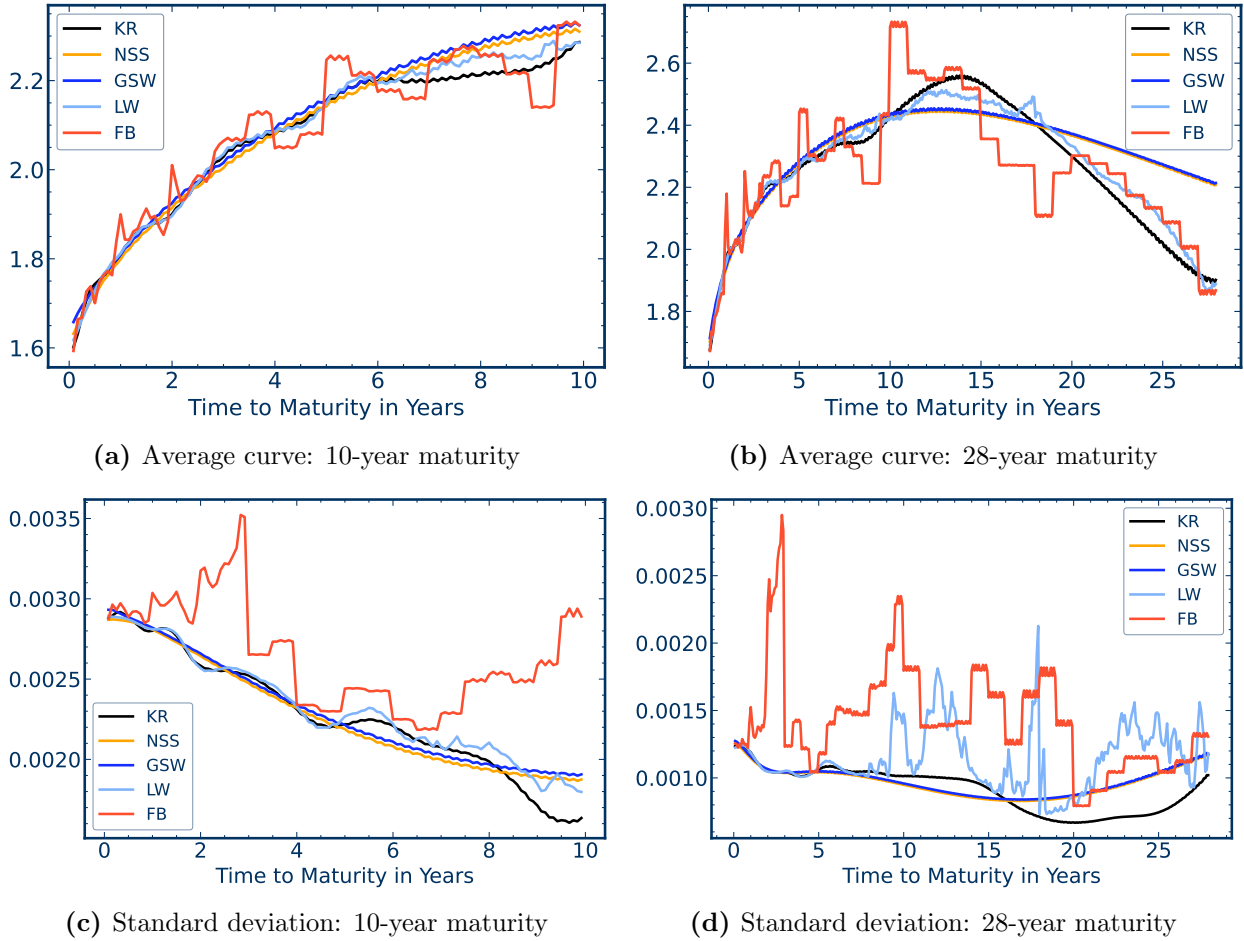 2.2
2.0
1.8
1.6
KR
NSS
GSW
LW
FB
0 2 4 6 8 10
Time to Maturity in Years
(a) Average curve: 10-year maturity
2.6
2.4
2.2
2.0
1.8
KR
NSS
GSW
LW
FB
0 5 10 15 20 25
Time to Maturity in Years
(b) Average curve: 28-year maturity
0.0035
0.0030
0.0025
0.0020
KR
NSS
GSW
LW
FB
0 2 4 6 8 10
Time to Maturity in Years
(c) Standard deviation: 10-year maturity
0.0030
0.0025
0.0020
0.0015
0.0010
KR
NSS
GSW
LW
FB
0 5 10 15 20 25
Time to Maturity in Years
(d) Standard deviation: 28-year maturity